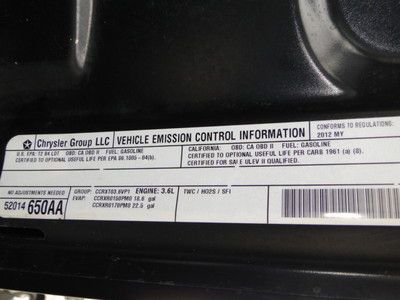 Chrysler Group LLC VEHICLE EMISSION CONTROL INFORMATION CONFORMS TO REGULATIONS:
2012 MY
U.S. EPA: T2 B4 LDT OBD: CA OBD II FUEL: GASOLINE
CERTIFIED TO OPTIONAL USEFUL LIFE PER EPA 86.1805-04(b).
CALIFORNIA: OBD: CA OBD II FUEL: GASOLINE
CERTIFIED TO OPTIONAL USEFUL LIFE PER CARB 1961 (a) (8).
CERTIFIED FOR SALE ULEV II QUALIFIED.
NO ADJUSTMENTS NEEDED
52014 650AA
GROUP: CCRXT03.6VP1 ENGINE: 3.6L
EVAP: CCRXR0150PM0 18.6 gal
CCRXR0170PM0 22.5 gal
TWC / HO2S / SFI